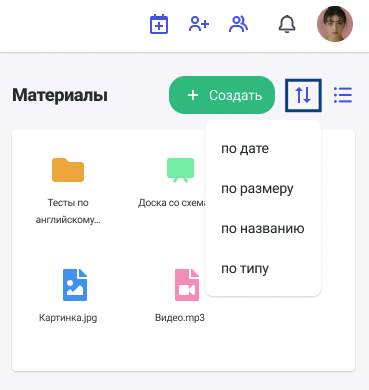 Материалы
+ Создать
по дате
по размеру
по названию
по типу
Тесты по
английскому...
Доска со схема
Картинка.jpg
Видео.mp3